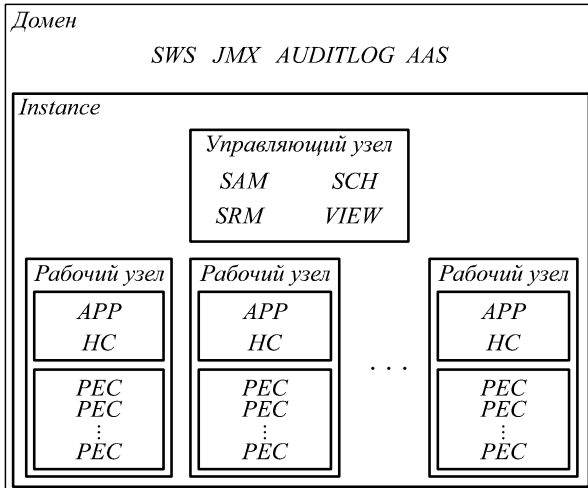 Домен
SWS JMX AUDITLOG AAS
Instance
Управляющий узел
SAM SCH
SRM VIEW
Рабочий узел Рабочий узел Рабочий узел
APP APP APP
HC HC HC
. . .
PEC PEC PEC
PEC PEC PEC
⋮ ⋮ ⋮
PEC PEC PEC